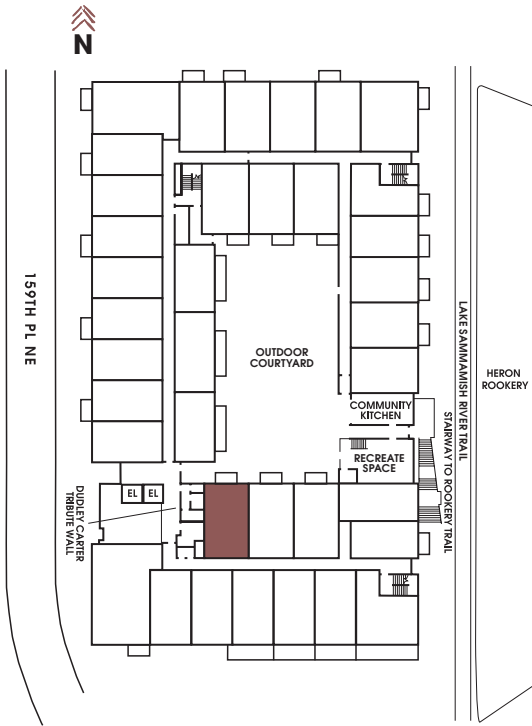 N
159TH PL NE
OUTDOOR
COURTYARD
LAKE SAMMAMISH RIVER TRAIL
HERON
ROOKERY
COMMUNITY
KITCHEN
STAIRWAY TO ROOKERY TRAIL
RECREATE
SPACE
EL
EL
DUDLEY CARTER
TRIBUTE WALL